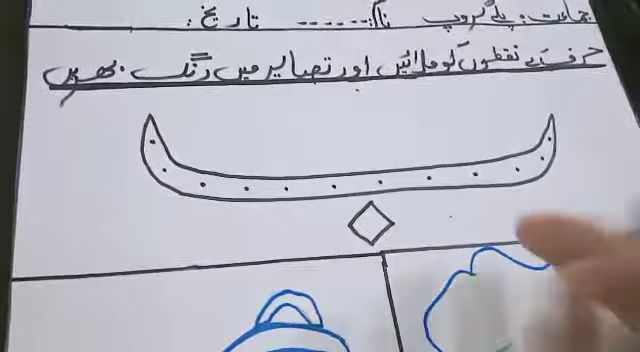 جماعت: پلے گروپ نام: ------ تاریخ:
حرف کے نقطوں کو ملائیں اور تصاویر میں رنگ بھریں
ب